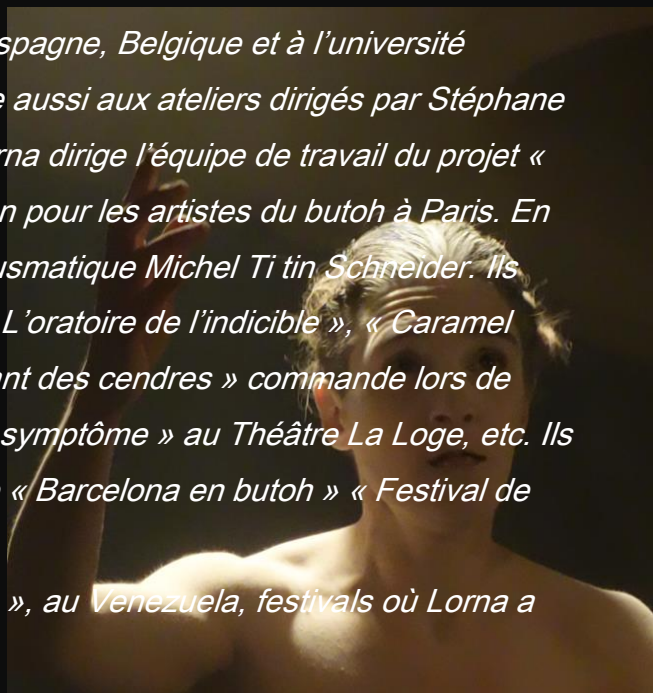 spagne, Belgique et à l’université
e aussi aux ateliers dirigés par Stéphane
rna dirige l’équipe de travail du projet «
n pour les artistes du butoh à Paris. En
usmatique Michel Ti tin Schneider. Ils
L’oratoire de l’indicible », « Caramel
ant des cendres » commande lors de
symptôme » au Théâtre La Loge, etc. Ils
« Barcelona en butoh » « Festival de
», au Venezuela, festivals où Lorna a